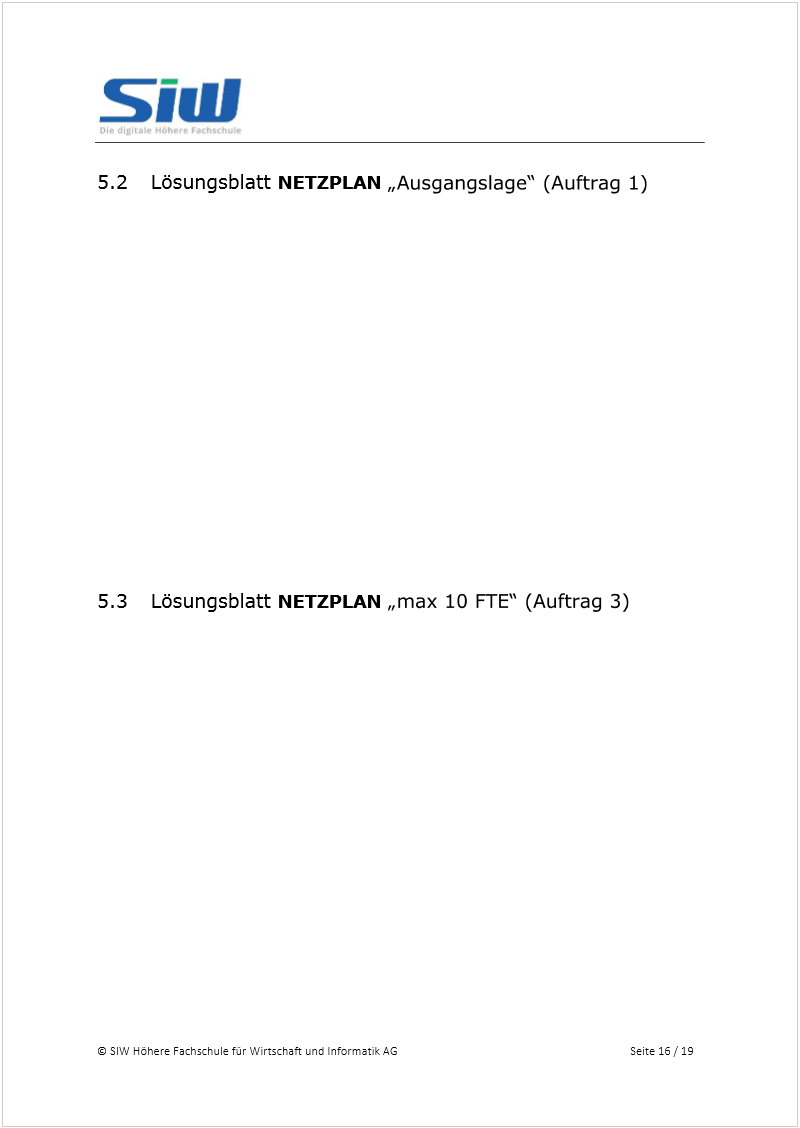 SiW
Die digitale Höhere Fachschule
5.2 Lösungsblatt NETZPLAN „Ausgangslage“ (Auftrag 1)
5.3 Lösungsblatt NETZPLAN „max 10 FTE“ (Auftrag 3)
© SIW Höhere Fachschule für Wirtschaft und Informatik AG Seite 16 / 19